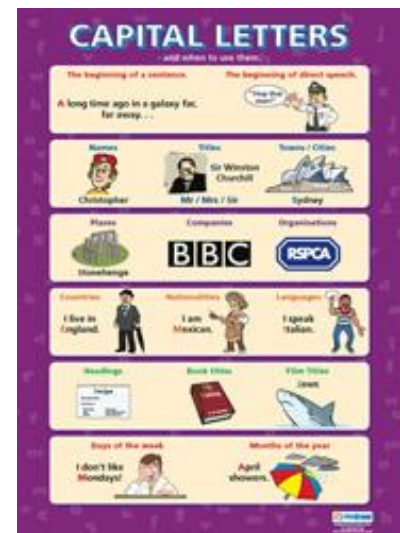 CAPITAL LETTERS
- and when to use them. -
The beginning of a sentence.
The beginning of direct speech.
A long time ago in a galaxy far,
far away. . .
"Stop that
man!"
Names
Titles
Towns / Cities
Sir Winston
Churchill
Christopher
Mr / Mrs / Sir
Sydney
Places
Companies
Organisations
BBC
RSPCA
Stonehenge
Countries
Nationalities
Languages
I live in
England.
I am
Mexican.
I speak
Italian.
Headings
Book titles
Film Titles
Jaws
Days of the week
Months of the year
I don't like
Mondays!
April
showers.